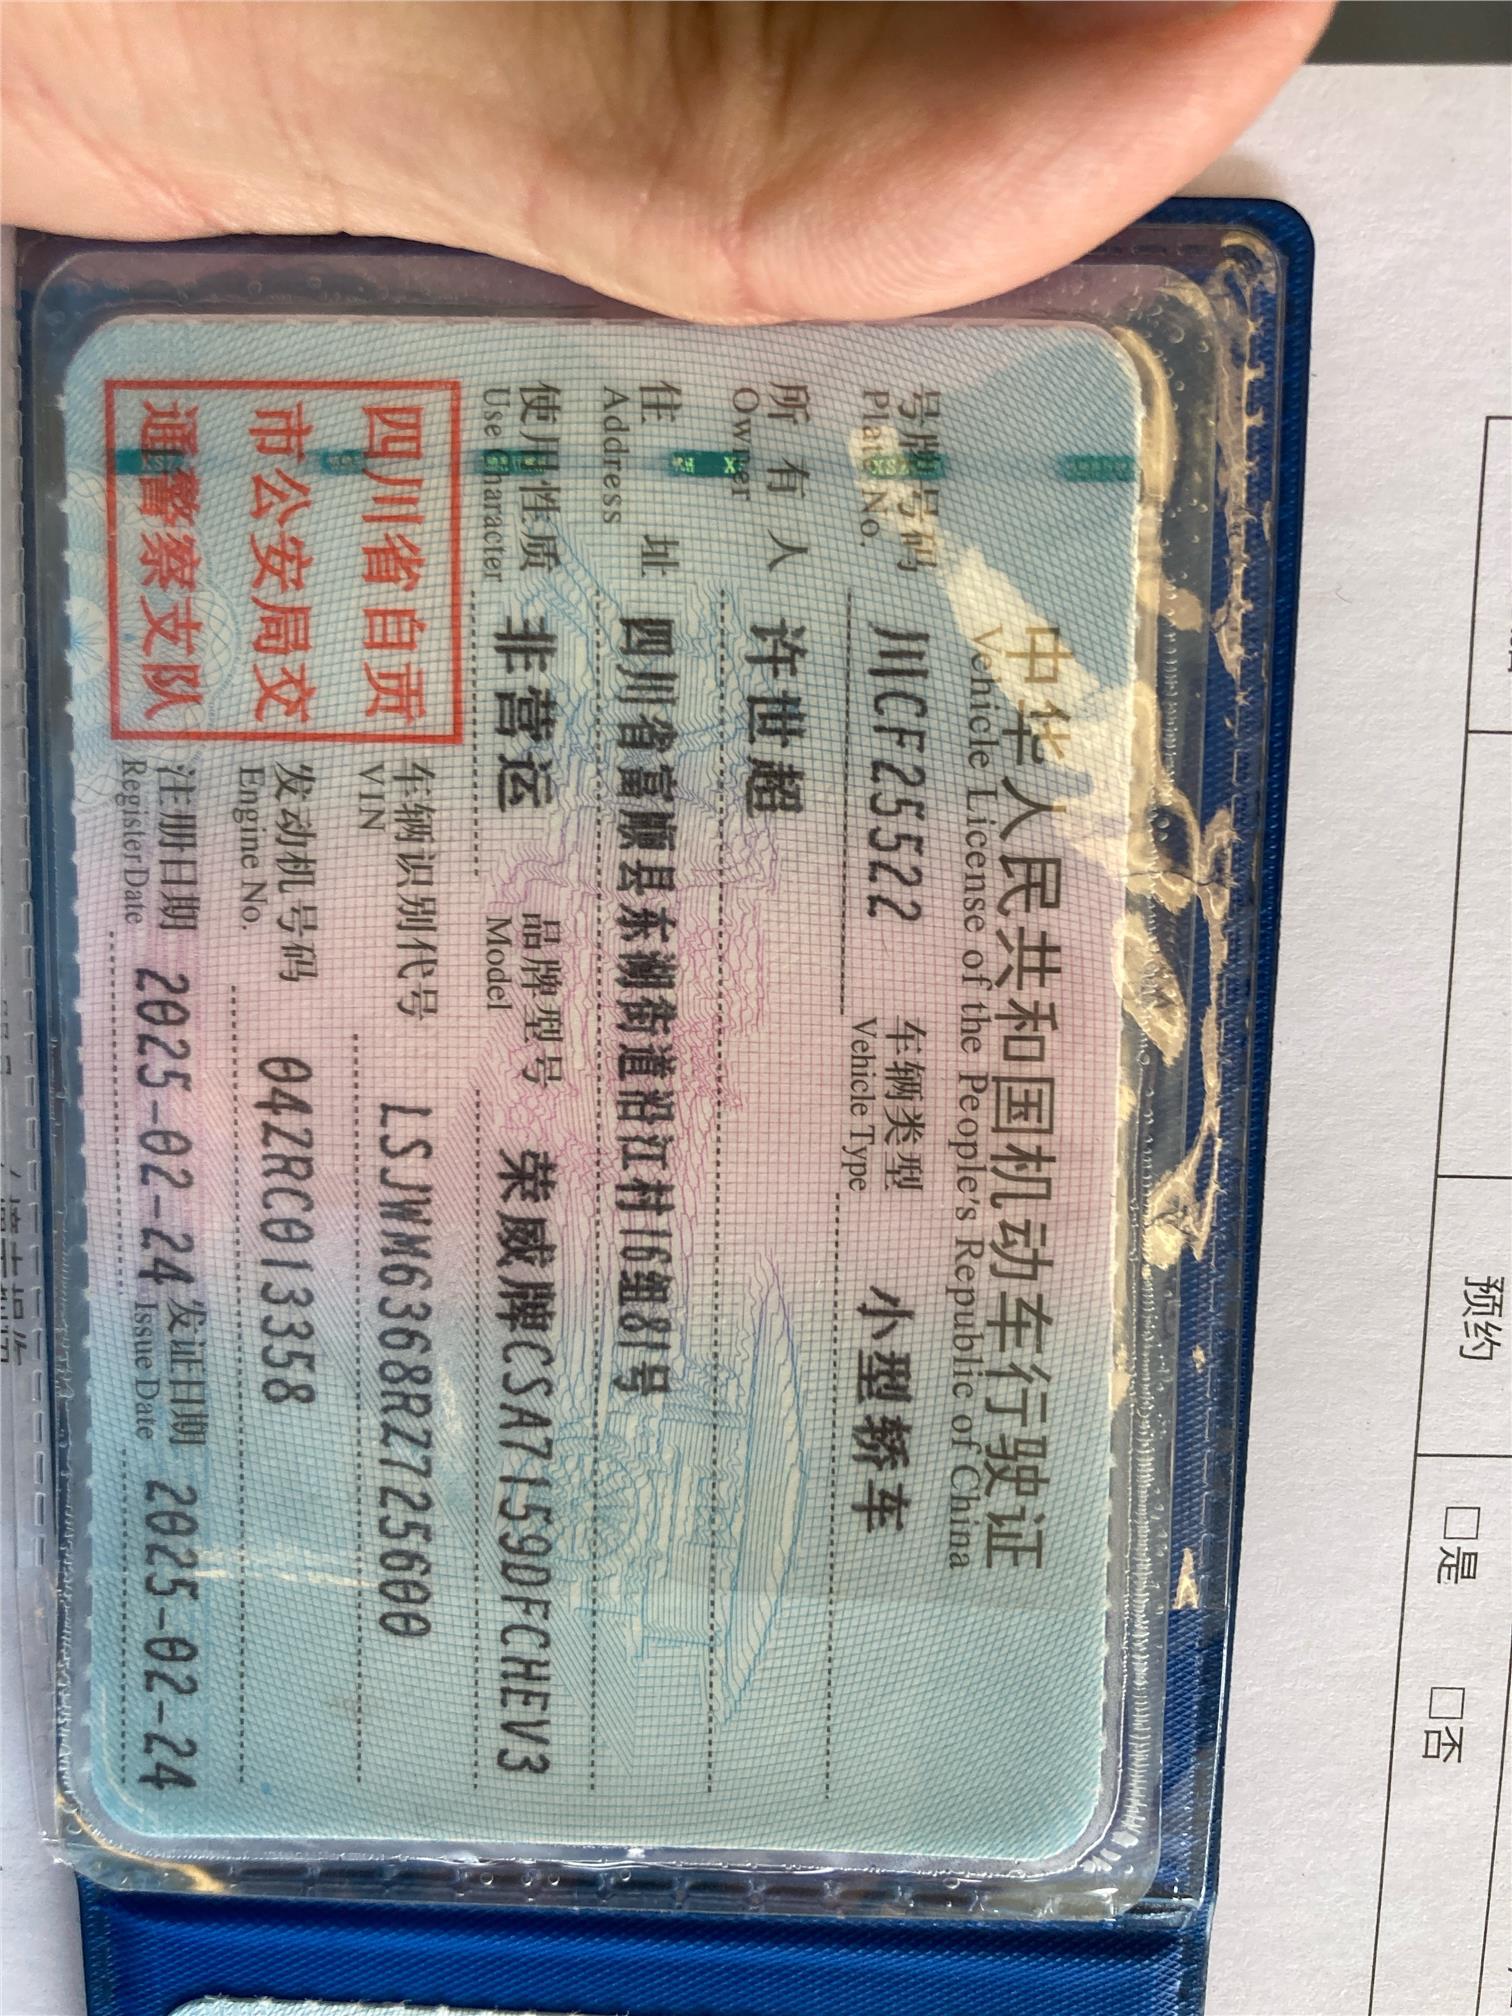 中华人民共和国机动车行驶证
Vehicle License of the People's Republic of China
号牌号码 川CF25522 车辆类型 小型轿车
Plate No. Vehicle Type
所有人 许世超
Owner
住址 四川省富顺县东湖街道沿江村16组81号
Address
使用性质 非营运 品牌型号 荣威牌CSA7159DFCHEV3
Use Character Model
四川省自贡
市公安局交
通警察支队
车辆识别代号 LSJWM6368RZ725600
VIN
发动机号码 04ZRC013358
Engine No.
注册日期 2025-02-24 发证日期 2025-02-24
Register Date Issue Date
预约
□是 □否